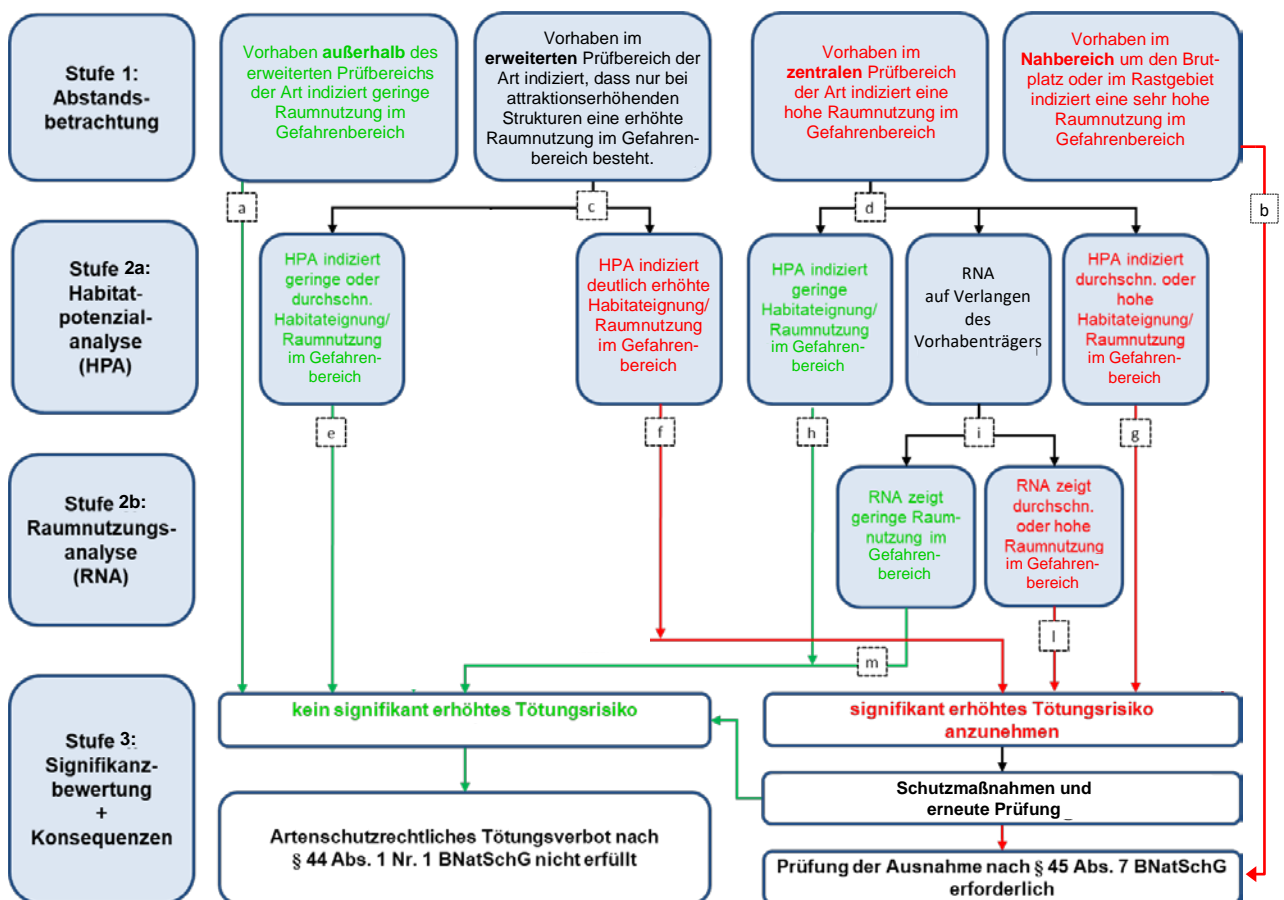 Stufe 1:
Abstands-
betrachtung
Vorhaben außerhalb des
erweiterten Prüfbereichs
der Art indiziert geringe
Raumnutzung im
Gefahrenbereich
Vorhaben im
erweiterten Prüfbereich der
Art indiziert, dass nur bei
attraktionserhöhenden
Strukturen eine erhöhte
Raumnutzung im Gefahren-
bereich besteht.
Vorhaben im
zentralen Prüfbereich
der Art indiziert eine
hohe Raumnutzung im
Gefahrenbereich
Vorhaben im
Nahbereich um den Brut-
platz oder im Rastgebiet
indiziert eine sehr hohe
Raumnutzung im
Gefahrenbereich
a
c
d
b
Stufe 2a:
Habitat-
potenzial-
analyse
(HPA)
HPA indiziert
geringe oder
durchschn.
Habitateignung/
Raumnutzung
im Gefahren-
bereich
HPA indiziert
deutlich erhöhte
Habitateignung/
Raumnutzung
im Gefahren-
bereich
HPA indiziert
geringe
Habitateignung/
Raumnutzung
im Gefahren-
bereich
RNA
auf Verlangen
des
Vorhabenträgers
HPA indiziert
durchschn. oder
hohe
Habitateignung/
Raumnutzung
im Gefahren-
bereich
e
f
h
i
g
Stufe 2b:
Raumnutzungs-
analyse
(RNA)
RNA zeigt
geringe Raum-
nutzung im
Gefahren-
bereich
RNA zeigt
durchschn.
oder hohe
Raumnutzung
im Gefahren-
bereich
l
m
Stufe 3:
Signifikanz-
bewertung
+
Konsequenzen
kein signifikant erhöhtes Tötungsrisiko
signifikant erhöhtes Tötungsrisiko
anzunehmen
Schutzmaßnahmen und
erneute Prüfung
Artenschutzrechtliches Tötungsverbot nach
§ 44 Abs. 1 Nr. 1 BNatSchG nicht erfüllt
Prüfung der Ausnahme nach § 45 Abs. 7 BNatSchG
erforderlich